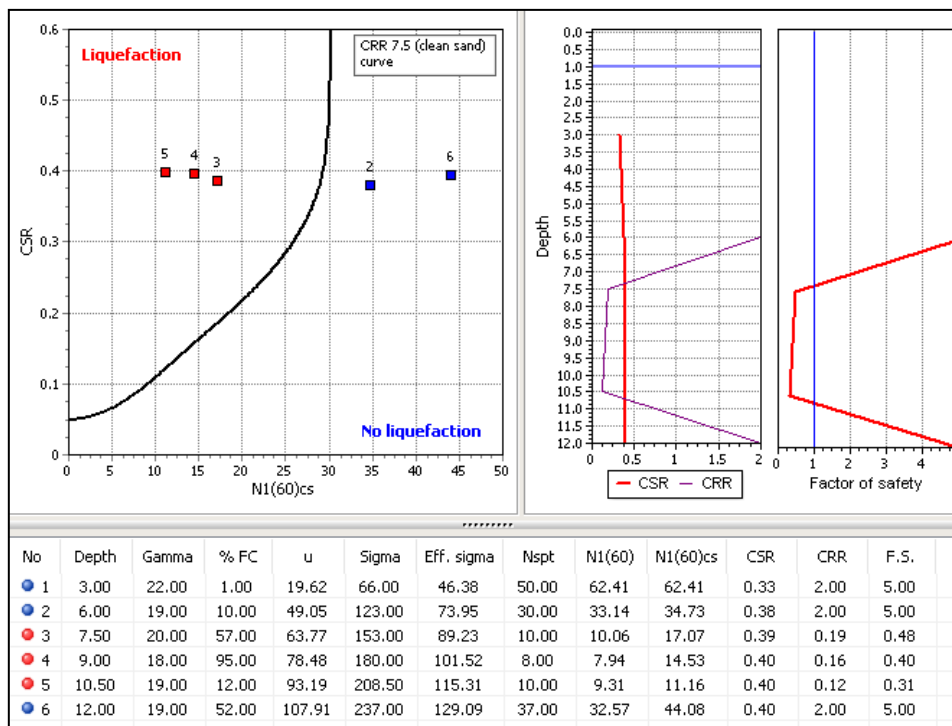 Liquefaction
CRR 7.5 (clean sand)
curve
0.6
0.5
0.4
0.3
0.2
0.1
0
CSR
5
4
3
2
6
No liquefaction
0 5 10 15 20 25 30 35 40 45 50
N1(60)cs
Depth
0.0
0.5
1.0
1.5
2.0
2.5
3.0
3.5
4.0
4.5
5.0
5.5
6.0
6.5
7.0
7.5
8.0
8.5
9.0
9.5
10.0
10.5
11.0
11.5
12.0
0 0.5 1 1.5 2
CSR CRR
0 1 2 3 4
Factor of safety
No Depth Gamma % FC u Sigma Eff. sigma Nspt N1(60) N1(60)cs CSR CRR F.S.
1 3.00 22.00 1.00 19.62 66.00 46.38 50.00 62.41 62.41 0.33 2.00 5.00
2 6.00 19.00 10.00 49.05 123.00 73.95 30.00 33.14 34.73 0.38 2.00 5.00
3 7.50 20.00 57.00 63.77 153.00 89.23 10.00 10.06 17.07 0.39 0.19 0.48
4 9.00 18.00 95.00 78.48 180.00 101.52 8.00 7.94 14.53 0.40 0.16 0.40
5 10.50 19.00 12.00 93.19 208.50 115.31 10.00 9.31 11.16 0.40 0.12 0.31
6 12.00 19.00 52.00 107.91 237.00 129.09 37.00 32.57 44.08 0.40 2.00 5.00